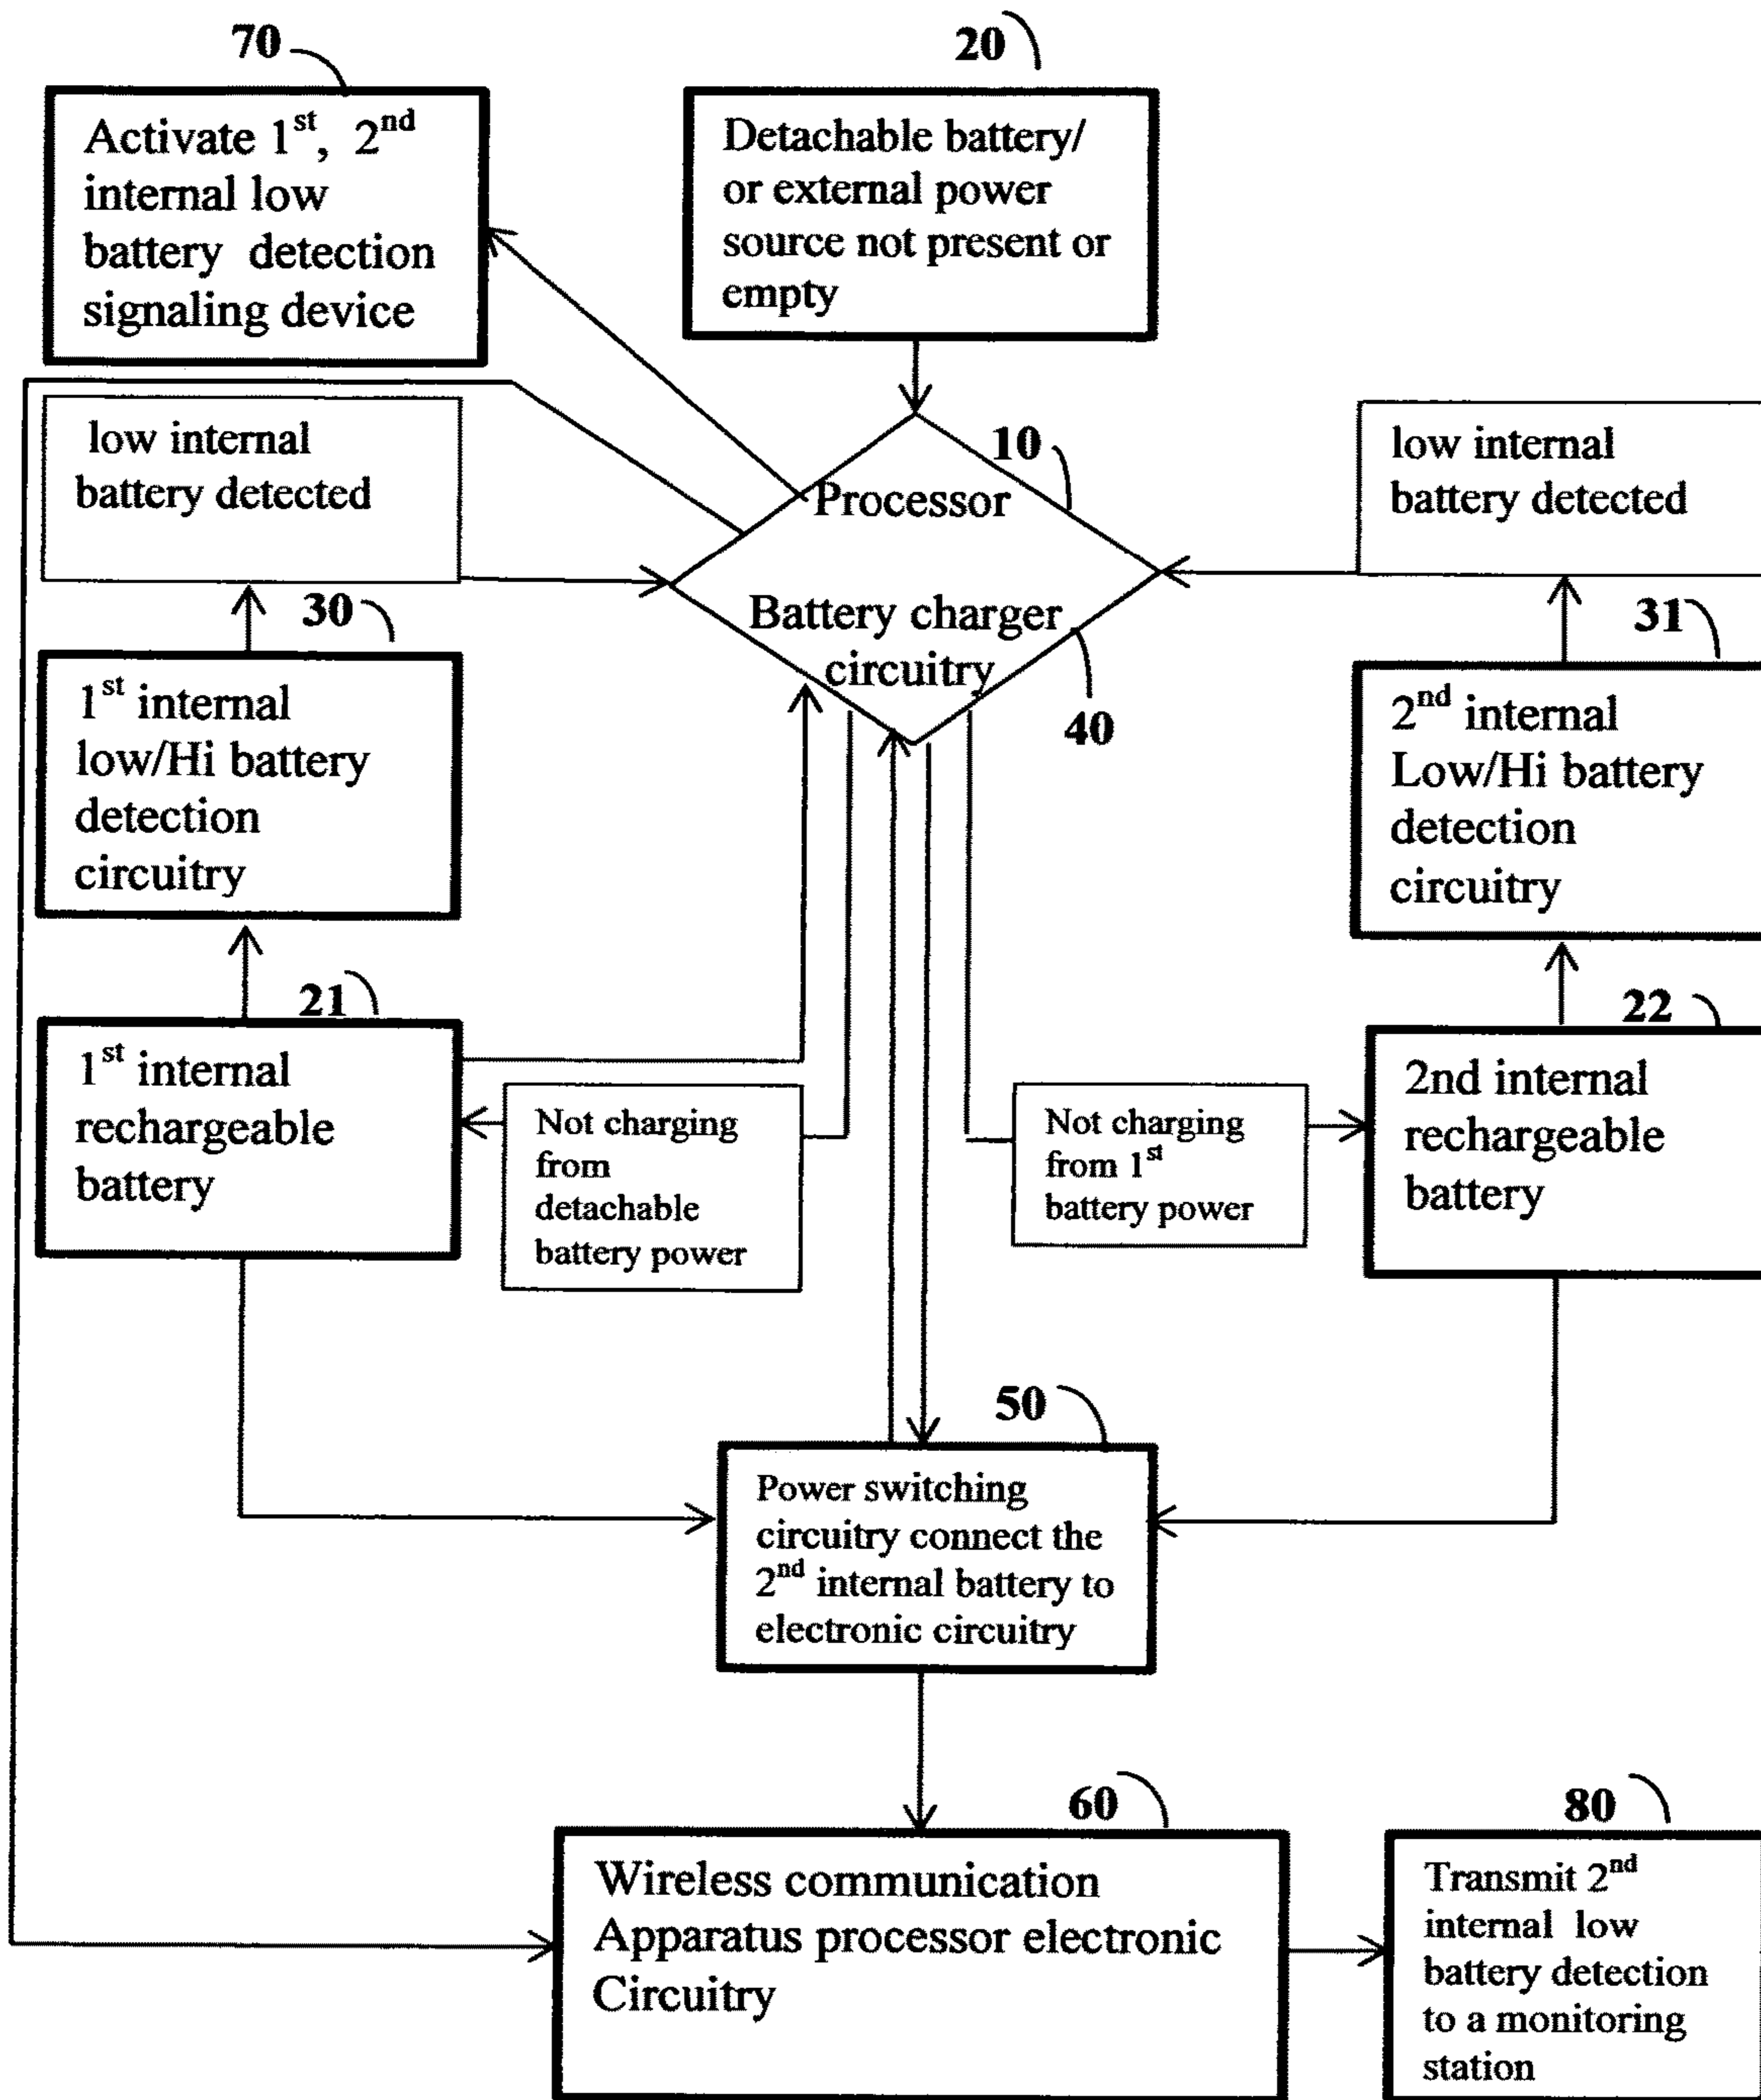 70
20
Activate 1st, 2nd
internal low
battery detection
signaling device
Detachable battery/
or external power
source not present or
empty
low internal
battery detected
10
Processor
Battery charger
circuitry
40
low internal
battery detected
30
31
1st internal
low/Hi battery
detection
circuitry
2nd internal
Low/Hi battery
detection
circuitry
21
22
1st internal
rechargeable
battery
Not charging
from
detachable
battery power
Not charging
from 1st
battery power
2nd internal
rechargeable
battery
50
Power switching
circuitry connect the
2nd internal battery to
electronic circuitry
60
80
Wireless communication
Apparatus processor electronic
Circuitry
Transmit 2nd
internal low
battery detection
to a monitoring
station